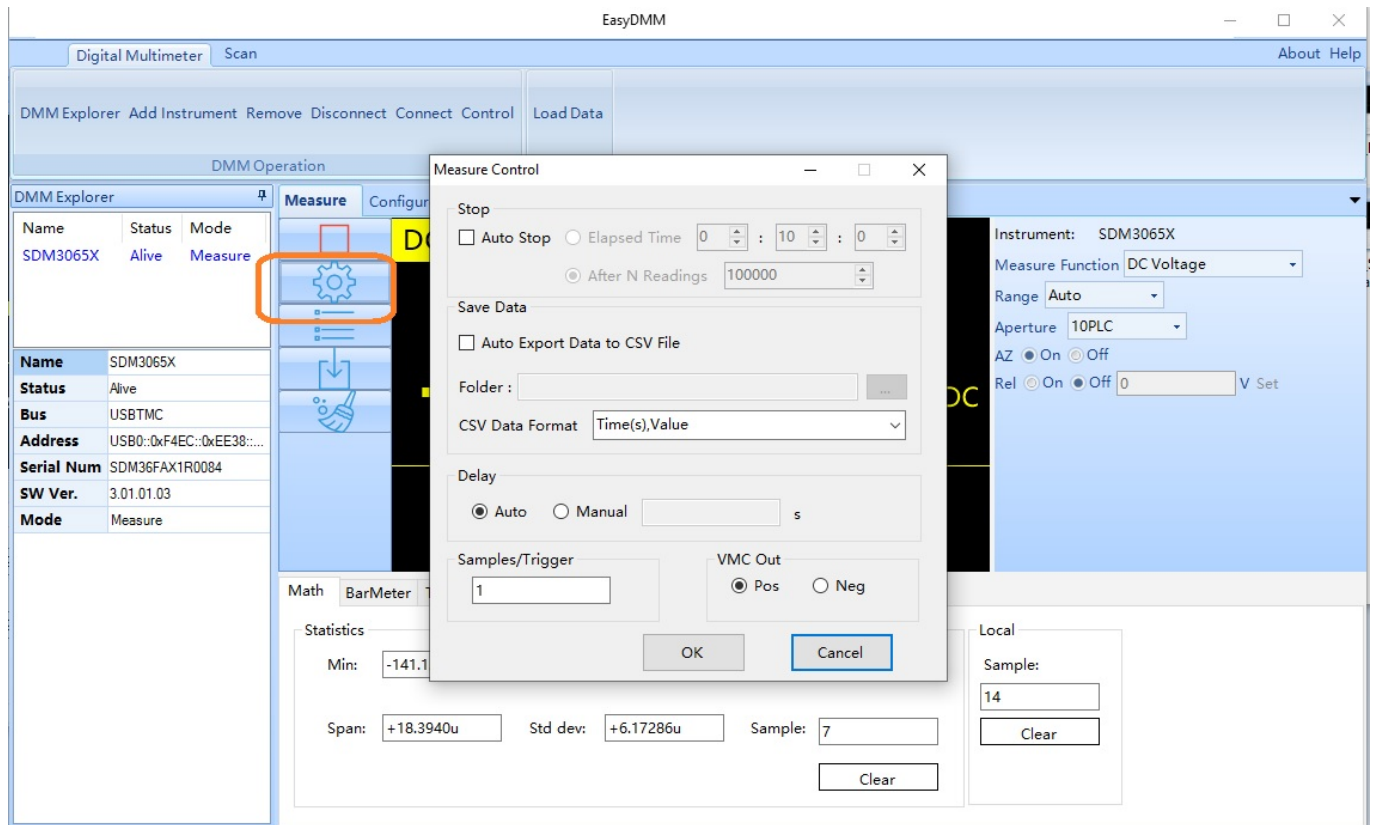 EasyDMM
Digital Multimeter Scan About Help
DMM Explorer Add Instrument Remove Disconnect Connect Control Load Data
DMM Operation
DMM Explorer
Name Status Mode
SDM3065X Alive Measure
Name SDM3065X
Status Alive
Bus USBTMC
Address USB0::0xF4EC::0xEE38::...
Serial Num SDM36FAX1R0084
SW Ver. 3.01.01.03
Mode Measure
Measure Configur
DC
Measure Control
Stop
Auto Stop Elapsed Time 0 : 10 : 0
After N Readings 100000
Save Data
Auto Export Data to CSV File
Folder : ...
CSV Data Format Time(s),Value
Delay
Auto Manual s
Samples/Trigger VMC Out
1 Pos Neg
OK Cancel
Instrument: SDM3065X
Measure Function DC Voltage
Range Auto
Aperture 10PLC
AZ On Off
Rel On Off 0 V Set
Math BarMeter
Statistics
Min: -141.1
Span: +18.3940u Std dev: +6.17286u Sample: 7
Clear
Local
Sample:
14
Clear